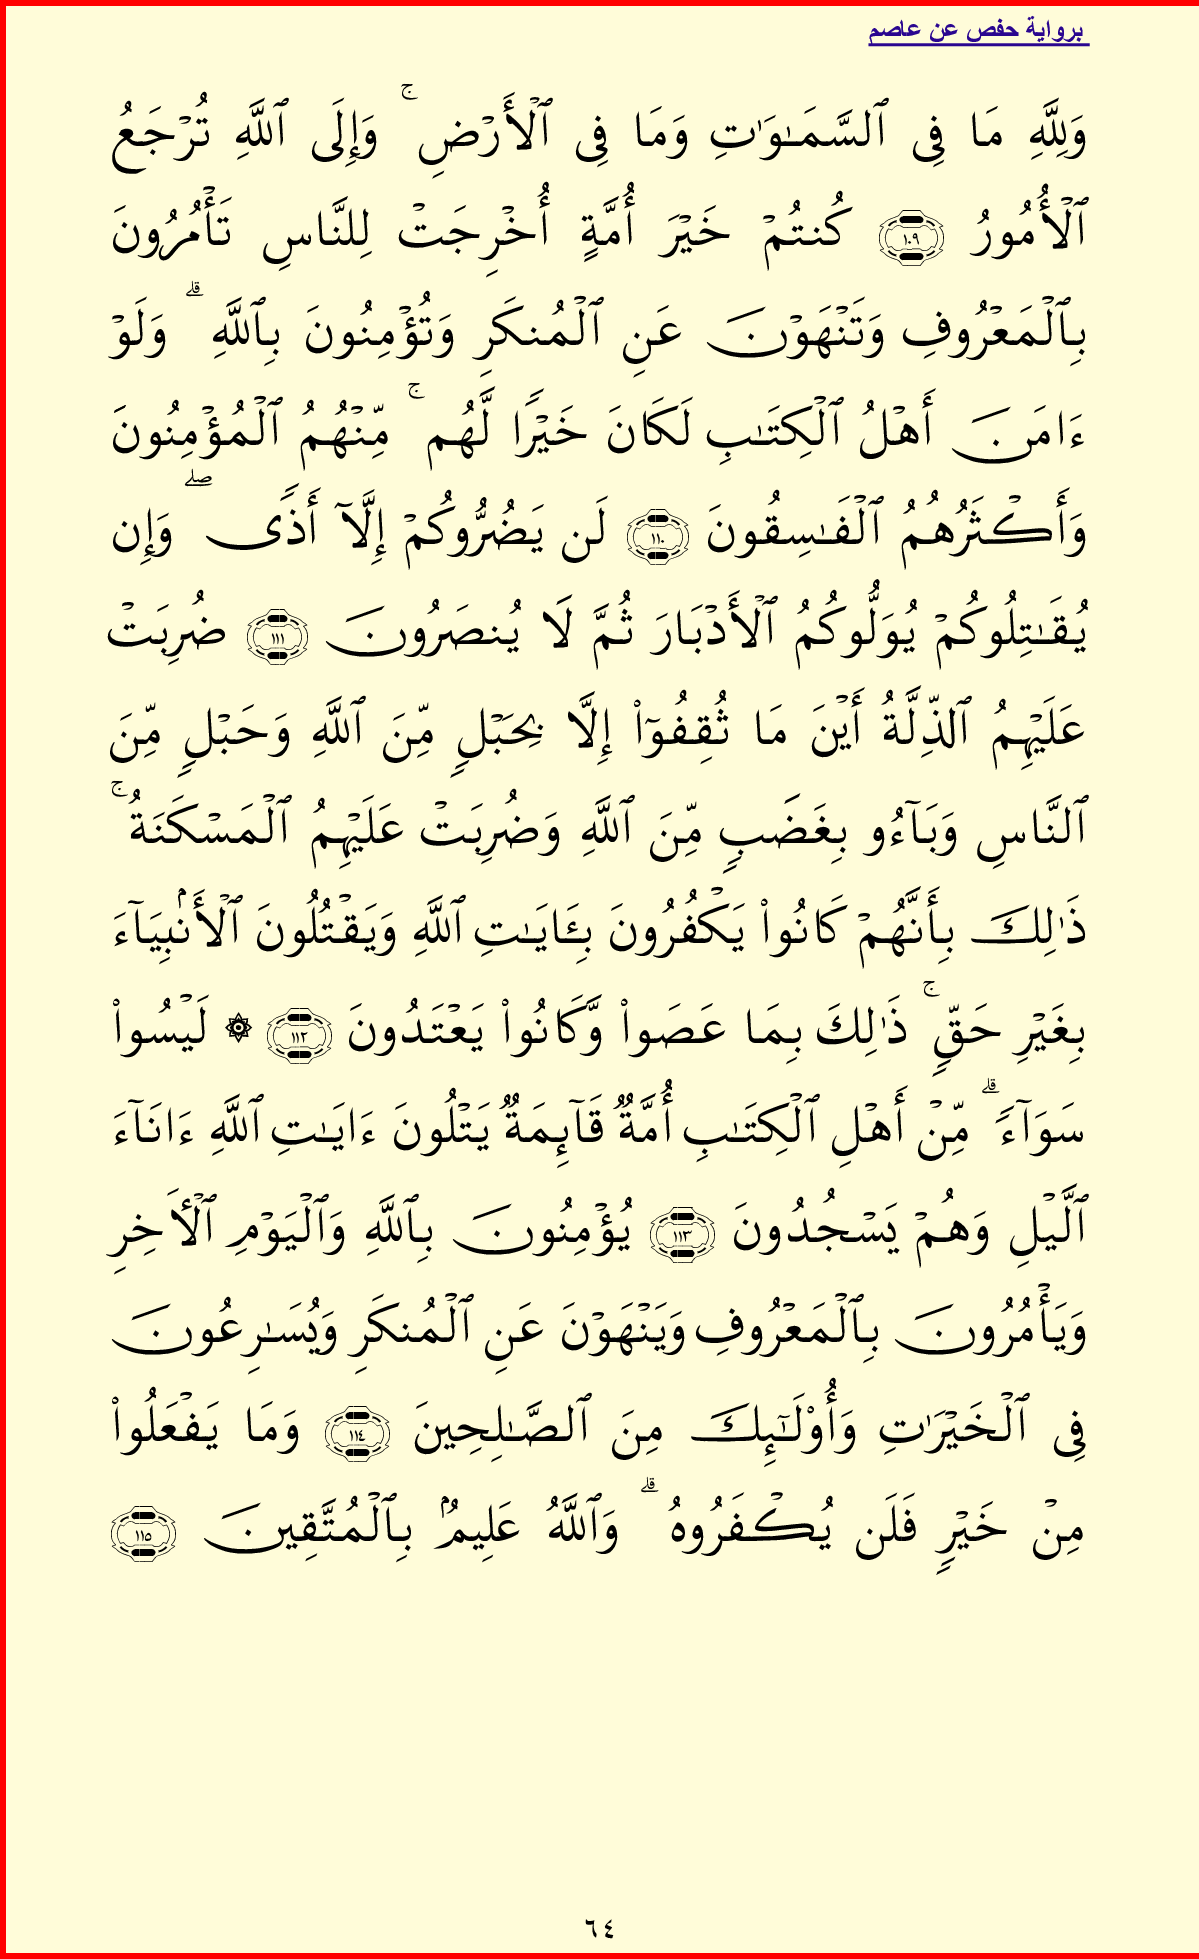 برواية حفص عن عاصم
وَلِلَّهِ مَا فِي ٱلسَّمَـٰوَٰتِ وَمَا فِي ٱلْأَرْضِ ۚ وَإِلَى ٱللَّهِ تُرْجَعُ
ٱلْأُمُورُ ١٠٩ كُنتُمْ خَيْرَ أُمَّةٍ أُخْرِجَتْ لِلنَّاسِ تَأْمُرُونَ
بِٱلْمَعْرُوفِ وَتَنْهَوْنَ عَنِ ٱلْمُنكَرِ وَتُؤْمِنُونَ بِٱللَّهِ ۗ وَلَوْ
ءَامَنَ أَهْلُ ٱلْكِتَـٰبِ لَكَانَ خَيْرًا لَّهُم ۚ مِّنْهُمُ ٱلْمُؤْمِنُونَ
وَأَكْثَرُهُمُ ٱلْفَـٰسِقُونَ ١١٠ لَن يَضُرُّوكُمْ إِلَّآ أَذًى ۖ وَإِن
يُقَـٰتِلُوكُمْ يُوَلُّوكُمُ ٱلْأَدْبَارَ ثُمَّ لَا يُنصَرُونَ ١١١ ضُرِبَتْ
عَلَيْهِمُ ٱلذِّلَّةُ أَيْنَ مَا ثُقِفُوٓا۟ إِلَّا بِحَبْلٍ مِّنَ ٱللَّهِ وَحَبْلٍ مِّنَ
ٱلنَّاسِ وَبَآءُو بِغَضَبٍ مِّنَ ٱللَّهِ وَضُرِبَتْ عَلَيْهِمُ ٱلْمَسْكَنَةُ ۚ
ذَٰلِكَ بِأَنَّهُمْ كَانُوا۟ يَكْفُرُونَ بِـَٔايَـٰتِ ٱللَّهِ وَيَقْتُلُونَ ٱلْأَنۢبِيَآءَ
بِغَيْرِ حَقٍّ ۚ ذَٰلِكَ بِمَا عَصَوا۟ وَّكَانُوا۟ يَعْتَدُونَ ١١٢ ۞ لَيْسُوا۟
سَوَآءً ۗ مِّنْ أَهْلِ ٱلْكِتَـٰبِ أُمَّةٌ قَآئِمَةٌ يَتْلُونَ ءَايَـٰتِ ٱللَّهِ ءَانَآءَ
ٱلَّيْلِ وَهُمْ يَسْجُدُونَ ١١٣ يُؤْمِنُونَ بِٱللَّهِ وَٱلْيَوْمِ ٱلْـَٔاخِرِ
وَيَأْمُرُونَ بِٱلْمَعْرُوفِ وَيَنْهَوْنَ عَنِ ٱلْمُنكَرِ وَيُسَـٰرِعُونَ
فِي ٱلْخَيْرَٰتِ وَأُو۟لَـٰٓئِكَ مِنَ ٱلصَّـٰلِحِينَ ١١٤ وَمَا يَفْعَلُوا۟
مِنْ خَيْرٍ فَلَن يُكْفَرُوهُ ۗ وَٱللَّهُ عَلِيمٌۢ بِٱلْمُتَّقِينَ ١١٥
٦٤